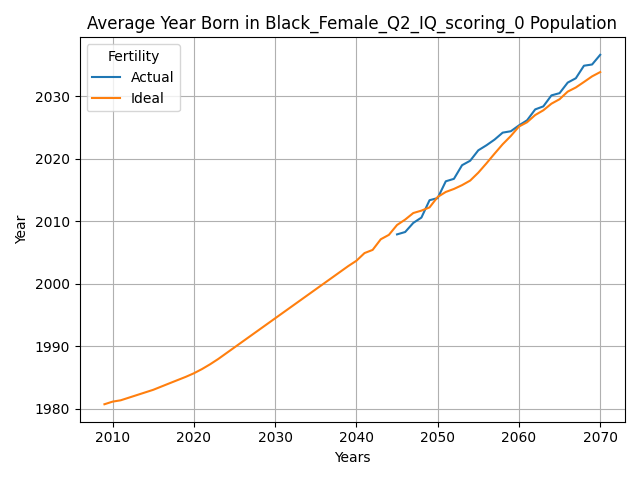 Average Year Born in Black_Female_Q2_IQ_scoring_0 Population
Fertility
Actual
Ideal
2030
2020
2010
2000
1990
1980
Year
2010 2020 2030 2040 2050 2060 2070
Years